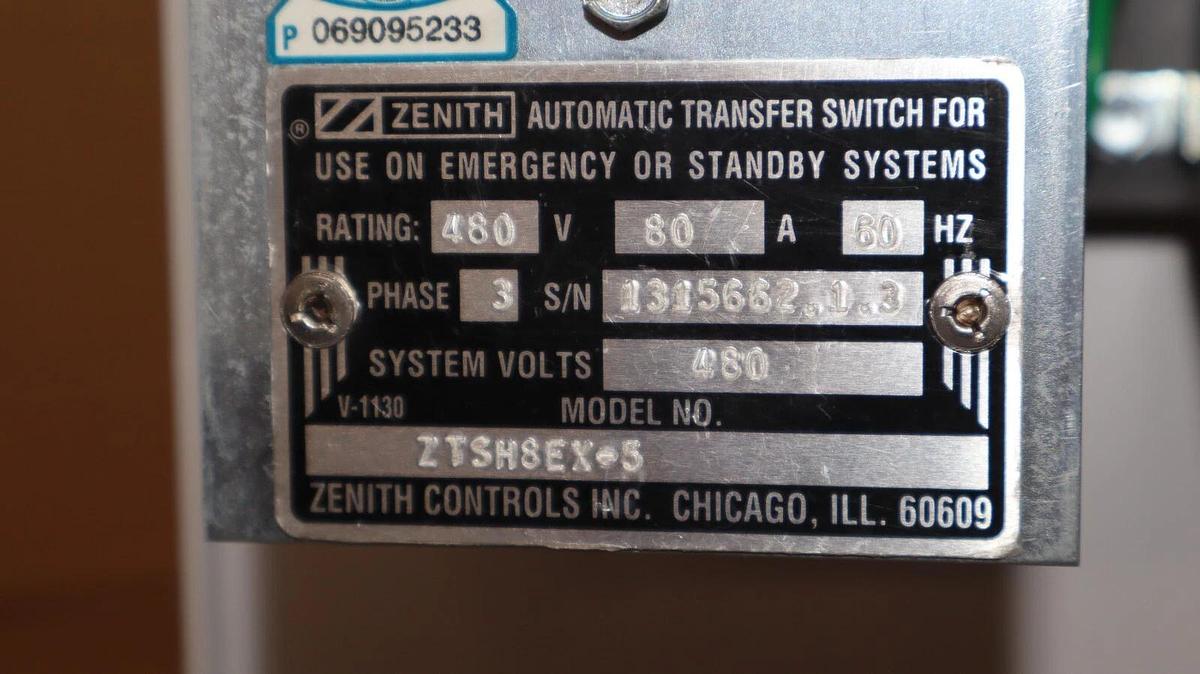 P 069095233
® ZENITH AUTOMATIC TRANSFER SWITCH FOR
USE ON EMERGENCY OR STANDBY SYSTEMS
RATING: 480 V 80 A 60 HZ
PHASE 3 S/N 1315662.1.3
SYSTEM VOLTS 480
V-1130 MODEL NO.
ZTSH8EX-5
ZENITH CONTROLS INC. CHICAGO, ILL. 60609